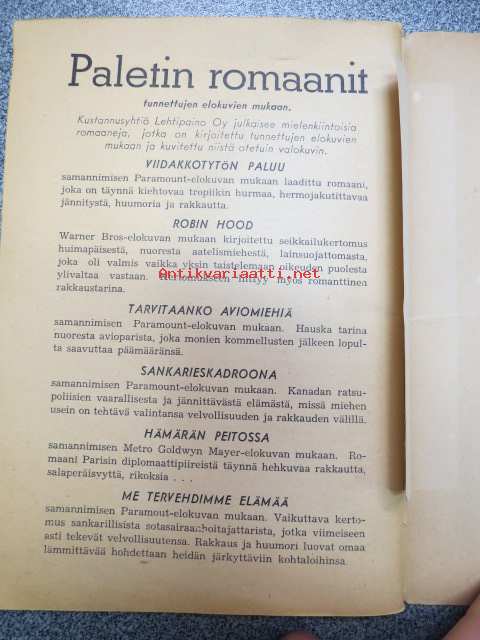 Paletin romaanit
tunnettujen elokuvien mukaan.
Kustannusyhtiö Lehtipaino Oy julkaisee mielenkiintoisia
romaaneja, jotka on kirjoitettu tunnettujen elokuvien
mukaan ja kuvitettu niistä otetuin valokuvin.
VIIDAKKOTYTÖN PALUU
samannimisen Paramount-elokuvan mukaan laadittu romaani,
joka on täynnä kiehtovaa tropiikin hurmaa, hermojakutittavaa
jännitystä, huumoria ja rakkautta.
ROBIN HOOD
Warner Bros-elokuvan mukaan kirjoitettu seikkailukertomus
huimapäisestä, nuoresta aatelismiehestä, lainsuojattomasta,
joka oli valmis vaikka yksin taistelemaan oikeuden puolesta
ylivaltaa vastaan. Kertomukseen liittyy myös romanttinen
Antikvariaatti.net
rakkaustarina.
TARVITAANKO AVIOMIEHIÄ
samannimisen Paramount-elokuvan mukaan. Hauska tarina
nuoresta avioparista, joka monien kommellusten jälkeen lopul-
ta saavuttaa päämääränsä.
SANKARIESKADROONA
samannimisen Paramount-elokuvan mukaan. Kanadan ratsu-
poliisien vaarallisesta ja jännittävästä elämästä, missä miehen
usein on tehtävä valintansa velvollisuuden ja rakkauden välillä.
HÄMÄRÄN PEITOSSA
samannimisen Metro Goldwyn Mayer-elokuvan mukaan. Ro-
maani Parisin diplomaattipiireistä täynnä hehkuvaa rakkautta,
salaperäisyyttä, rikoksia . . .
ME TERVEHDIMME ELÄMÄÄ
samannimisen Paramount-elokuvan mukaan. Vaikuttava kerto-
mus sankarillisista sotasairaanhoitajattarista, jotka viimeiseen
asti tekevät velvollisuutensa. Rakkaus ja huumori luovat omaa
lämmittävää hohdettaan heidän järkyttäviin kohtaloihinsa.